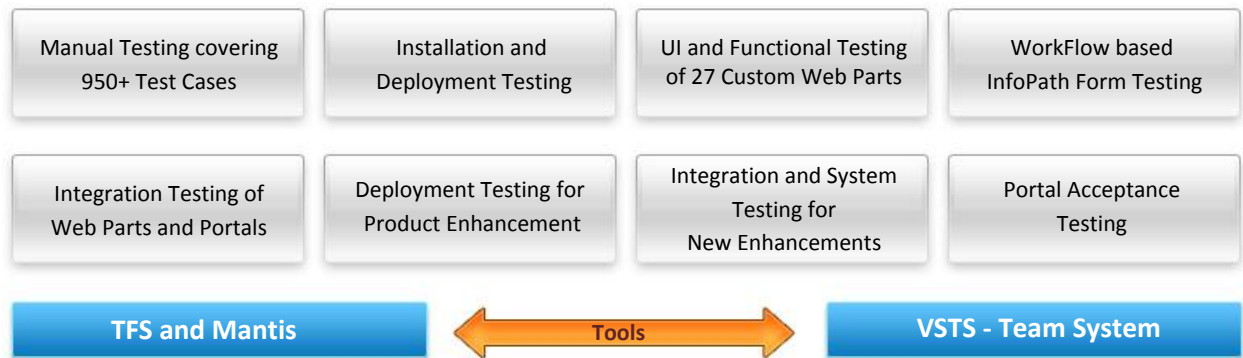 Manual Testing covering
950+ Test Cases
Installation and
Deployment Testing
UI and Functional Testing
of 27 Custom Web Parts
WorkFlow based
InfoPath Form Testing
Integration Testing of
Web Parts and Portals
Deployment Testing for
Product Enhancement
Integration and System
Testing for
New Enhancements
Portal Acceptance
Testing
TFS and Mantis
Tools
VSTS - Team System